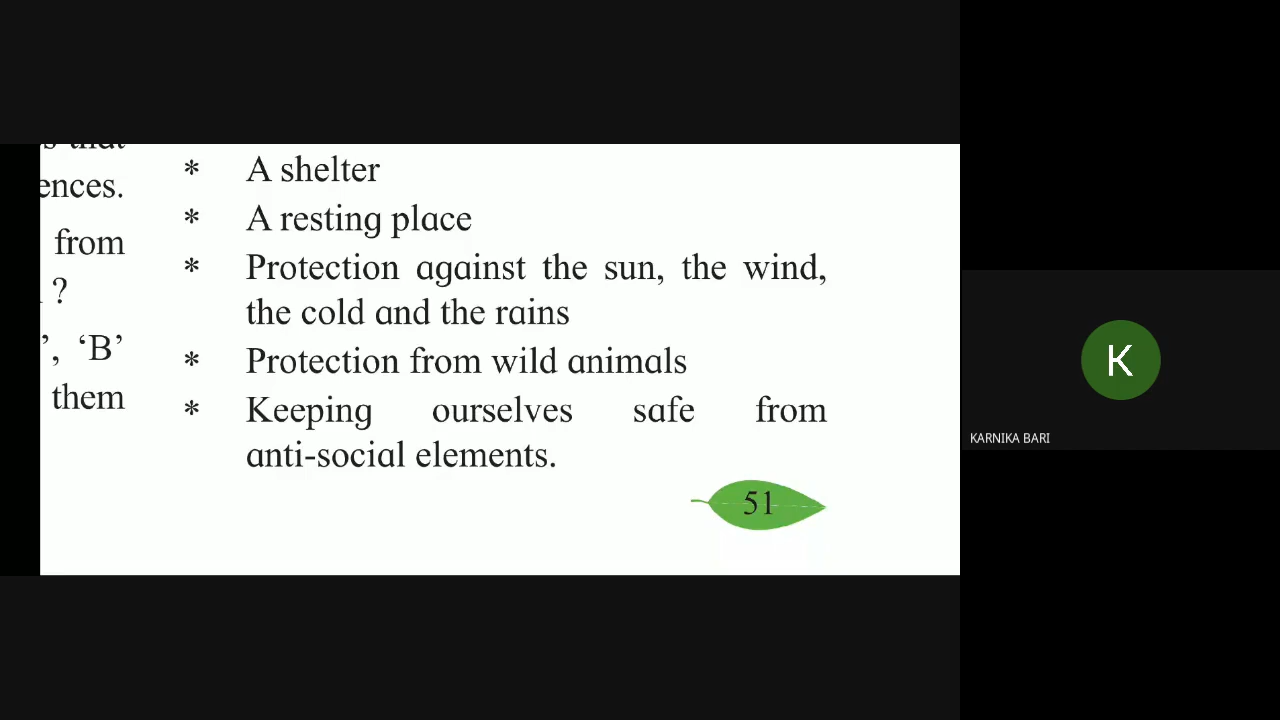 ences.
from
?
’, ‘B’
them
* A shelter
* A resting place
* Protection against the sun, the wind,
the cold and the rains
* Protection from wild animals
* Keeping ourselves safe from
anti-social elements.
51
K
KARNIKA BARI